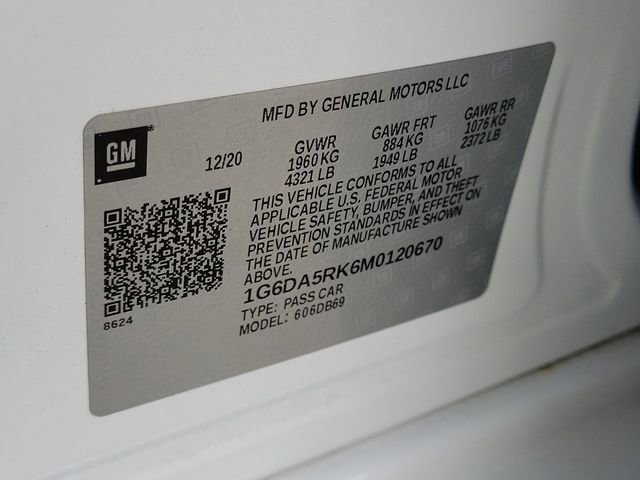 MFD BY GENERAL MOTORS LLC
GM
12/20
GVWR
1960 KG
4321 LB
GAWR FRT
884 KG
1949 LB
GAWR RR
1076 KG
2372 LB
THIS VEHICLE CONFORMS TO ALL
APPLICABLE U.S. FEDERAL MOTOR
VEHICLE SAFETY, BUMPER, AND THEFT
PREVENTION STANDARDS IN EFFECT ON
THE DATE OF MANUFACTURE SHOWN
ABOVE.
1G6DA5RK6M0120670
TYPE: PASS CAR
MODEL: 606DB69
8624